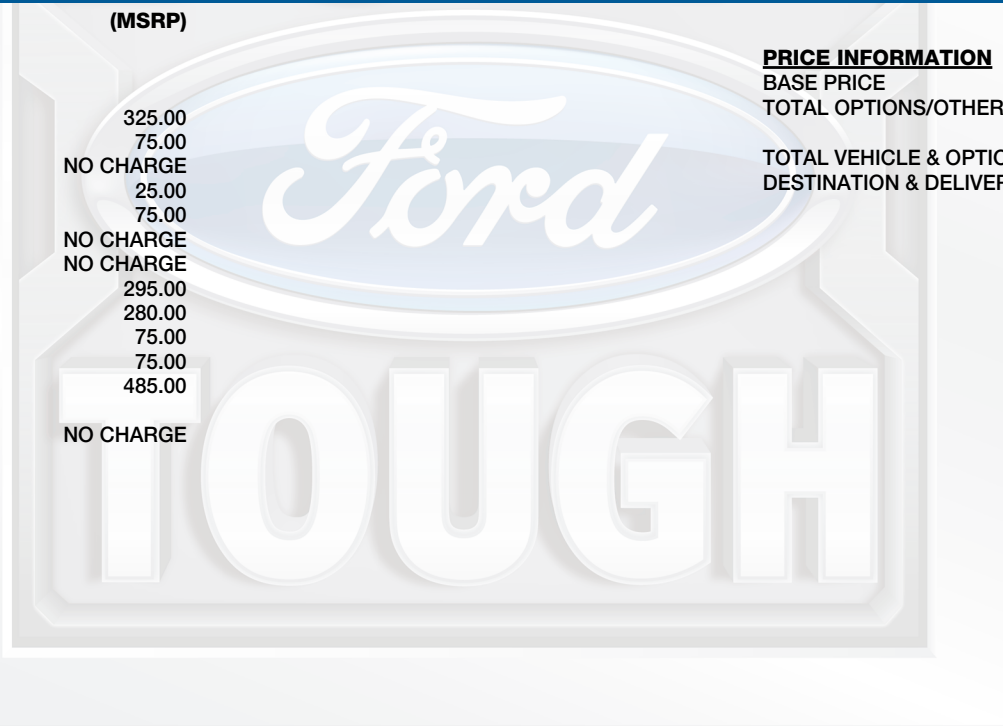 (MSRP)
325.00
75.00
NO CHARGE
25.00
75.00
NO CHARGE
NO CHARGE
295.00
280.00
75.00
75.00
485.00
NO CHARGE
PRICE INFORMATION
BASE PRICE
TOTAL OPTIONS/OTHER
TOTAL VEHICLE & OPTIO
DESTINATION & DELIVER
Ford
TOUGH